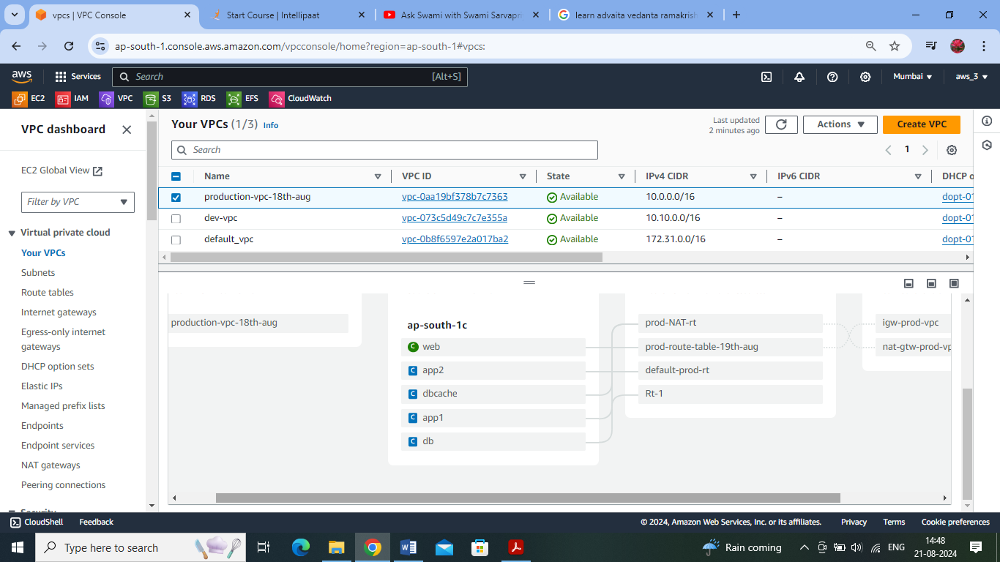 vpcs | VPC Console
Start Course | Intellipaat
Ask Swami with Swami Sarvapri
learn advaita vedanta ramakrish
ap-south-1.console.aws.amazon.com/vpcconsole/home?region=ap-south-1#vpcs:
aws
Services
Search
[Alt+S]
Mumbai
aws_3
EC2
IAM
VPC
S3
RDS
EFS
CloudWatch
VPC dashboard
EC2 Global View
Filter by VPC
Virtual private cloud
Your VPCs
Subnets
Route tables
Internet gateways
Egress-only internet
gateways
DHCP option sets
Elastic IPs
Managed prefix lists
Endpoints
Endpoint services
NAT gateways
Peering connections
Security
Your VPCs (1/3) Info
Last updated
2 minutes ago
Actions
Create VPC
Search
1
Name VPC ID State IPv4 CIDR IPv6 CIDR DHCP o
production-vpc-18th-aug vpc-0aa19bf378b7c7363 Available 10.0.0.0/16 – dopt-01
dev-vpc vpc-073c5d49c7c7e355a Available 10.10.0.0/16 – dopt-01
default_vpc vpc-0b8f6597e2a017ba2 Available 172.31.0.0/16 – dopt-01
production-vpc-18th-aug
ap-south-1c
C web
C app2
C dbcache
C app1
C db
prod-NAT-rt
prod-route-table-19th-aug
default-prod-rt
Rt-1
igw-prod-vpc
nat-gtw-prod-vp
CloudShell
Feedback
© 2024, Amazon Web Services, Inc. or its affiliates.
Privacy
Terms
Cookie preferences
Type here to search
Rain coming
ENG
14:48
21-08-2024